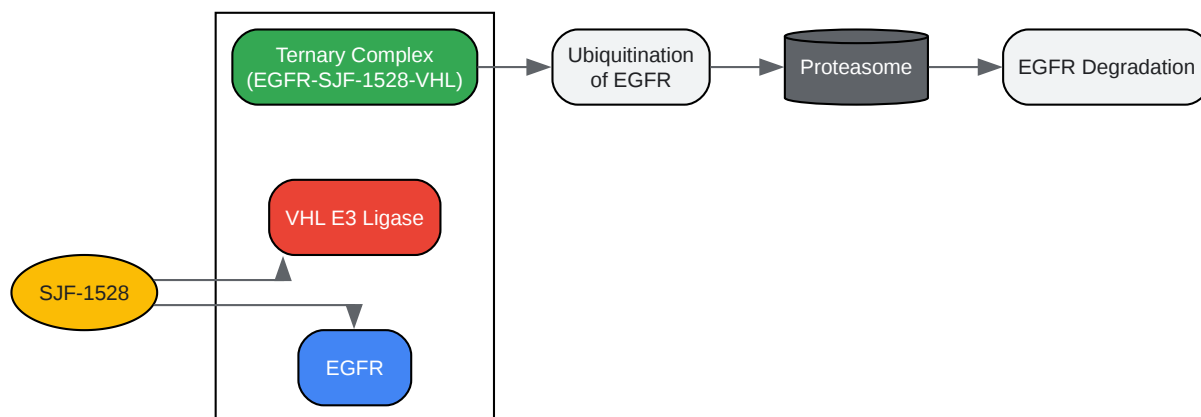 Ternary Complex
(EGFR-SJF-1528-VHL)
Ubiquitination
of EGFR
Proteasome
EGFR Degradation
VHL E3 Ligase
SJF-1528
EGFR